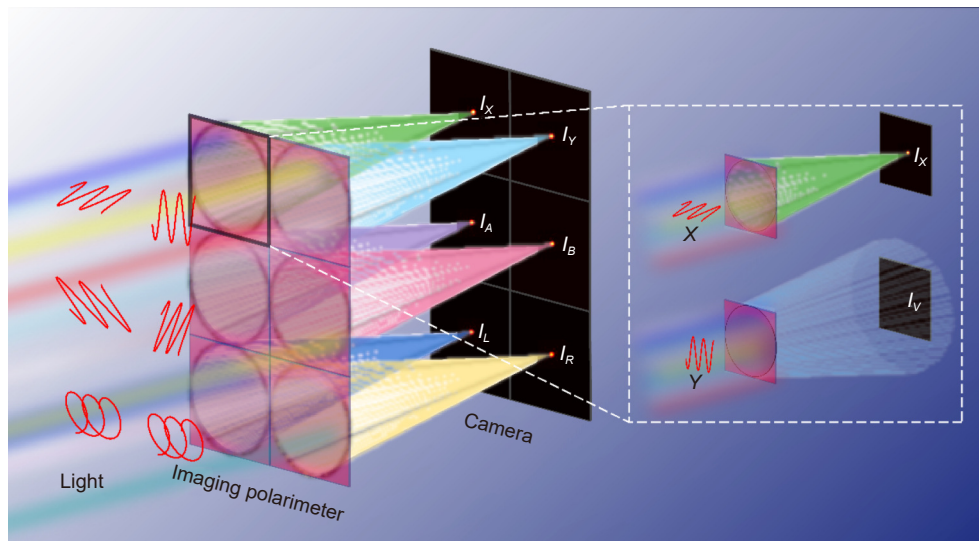 I_X
I_Y
I_A
I_B
I_L
I_R
Light
Imaging polarimeter
Camera
X
I_X
Y
I_V